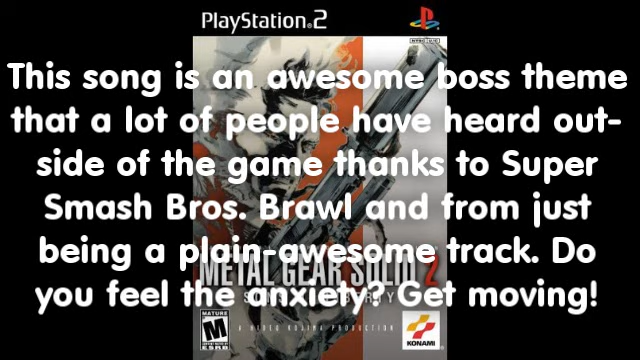 PlayStation®2
This song is an awesome boss theme
that a lot of people have heard out-
side of the game thanks to Super
Smash Bros. Brawl and from just
being a plain-awesome track. Do
you feel the anxiety? Get moving!
METAL GEAR SOLID 2
MATURE
M
ESRB
A HIDEO KOJIMA PRODUCTION
KONAMI